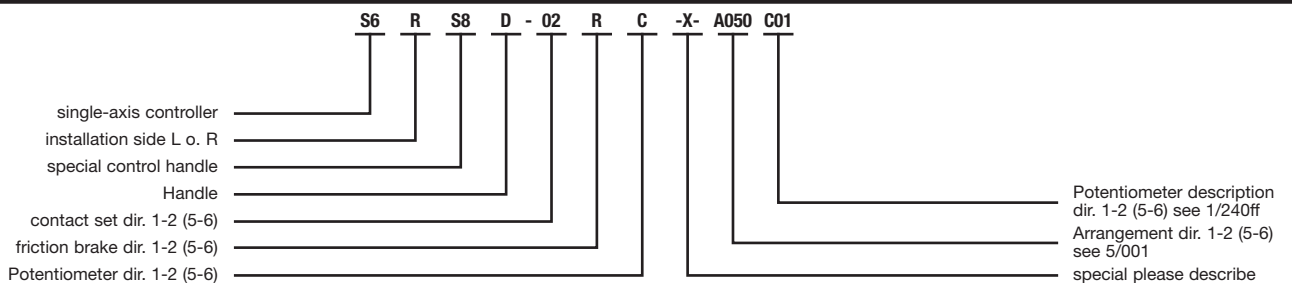 S6 R S8 D - 02 R C -X- A050 C01
single-axis controller
installation side L o. R
special control handle
Handle
contact set dir. 1-2 (5-6)
friction brake dir. 1-2 (5-6)
Potentiometer dir. 1-2 (5-6)
Potentiometer description
dir. 1-2 (5-6) see 1/240ff
Arrangement dir. 1-2 (5-6)
see 5/001
special please describe